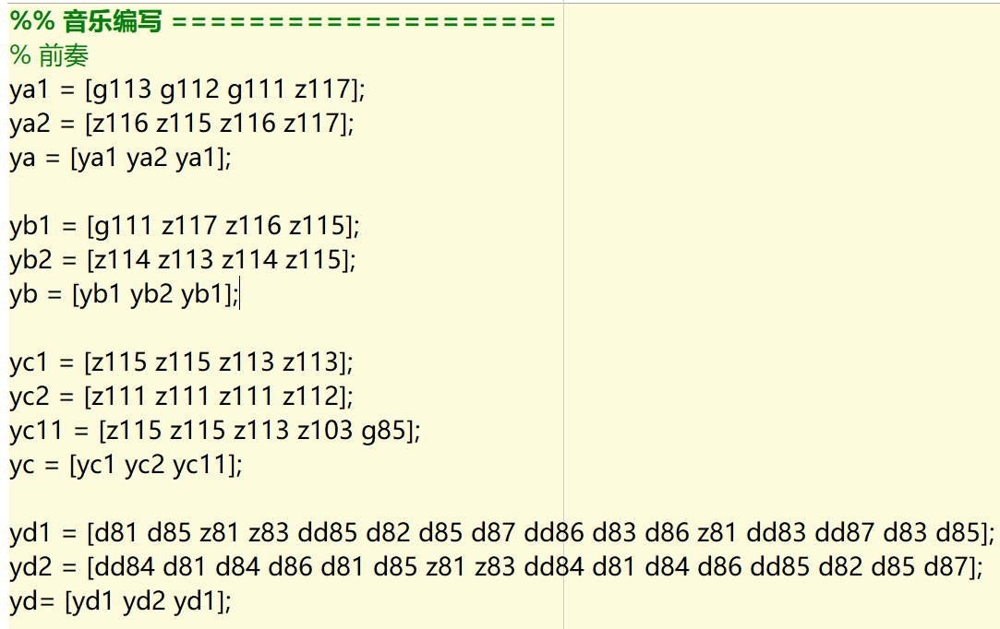 %% 音乐编写 ====================
% 前奏
ya1 = [g113 g112 g111 z117];
ya2 = [z116 z115 z116 z117];
ya = [ya1 ya2 ya1];
yb1 = [g111 z117 z116 z115];
yb2 = [z114 z113 z114 z115];
yb = [yb1 yb2 yb1];
yc1 = [z115 z115 z113 z113];
yc2 = [z111 z111 z111 z112];
yc11 = [z115 z115 z113 z103 g85];
yc = [yc1 yc2 yc11];
yd1 = [d81 d85 z81 z83 dd85 d82 d85 d87 dd86 d83 d86 z81 dd83 dd87 d83 d85];
yd2 = [dd84 d81 d84 d86 d81 d85 z81 z83 dd84 d81 d84 d86 dd85 d82 d85 d87];
yd= [yd1 yd2 yd1];